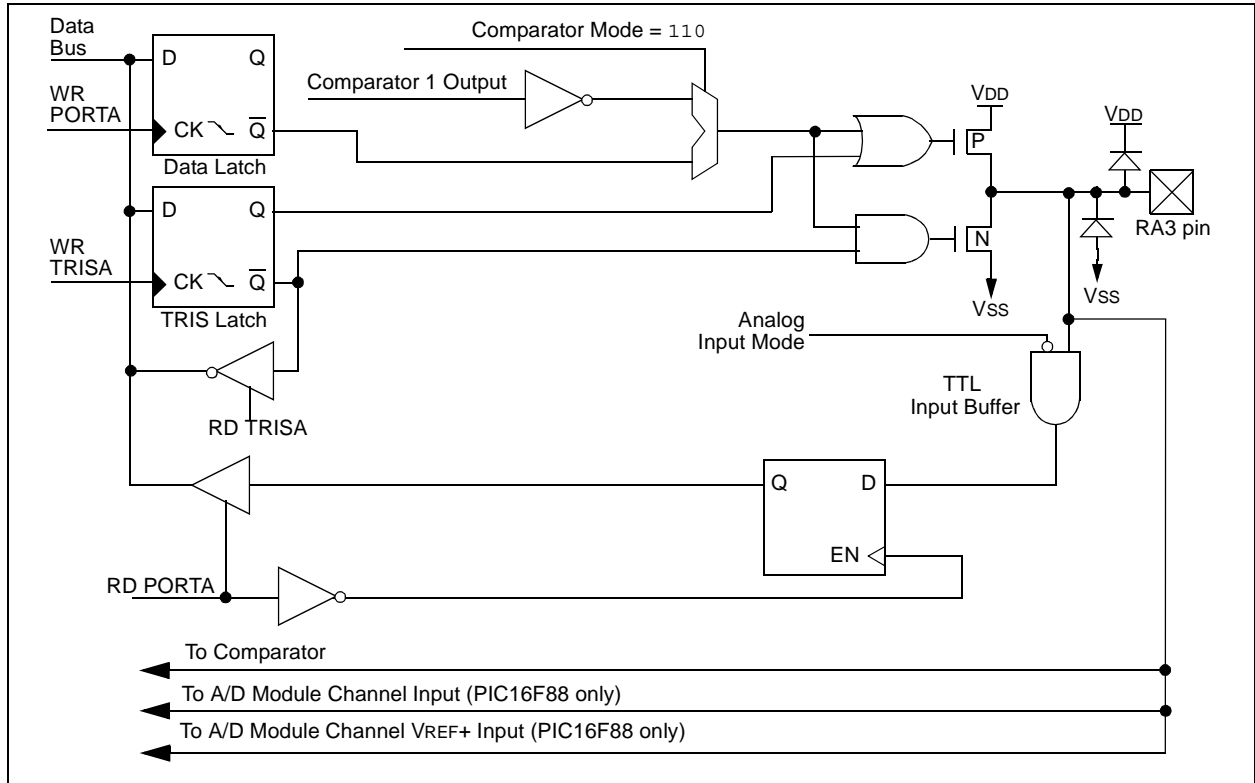 Data
Bus
D
Q
WR
PORTA
CK
Q
Data Latch
Comparator Mode = 110
Comparator 1 Output
D
Q
WR
TRISA
CK
Q
TRIS Latch
VDD
P
VDD
RA3 pin
N
VSS
VSS
Analog
Input Mode
TTL
Input Buffer
RD TRISA
Q
D
EN
RD PORTA
To Comparator
To A/D Module Channel Input (PIC16F88 only)
To A/D Module Channel VREF+ Input (PIC16F88 only)